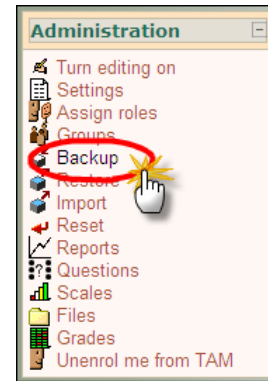 Administration
Turn editing on
Settings
Assign roles
Groups
Backup
Restore
Import
Reset
Reports
Questions
Scales
Files
Grades
Unenrol me from TAM